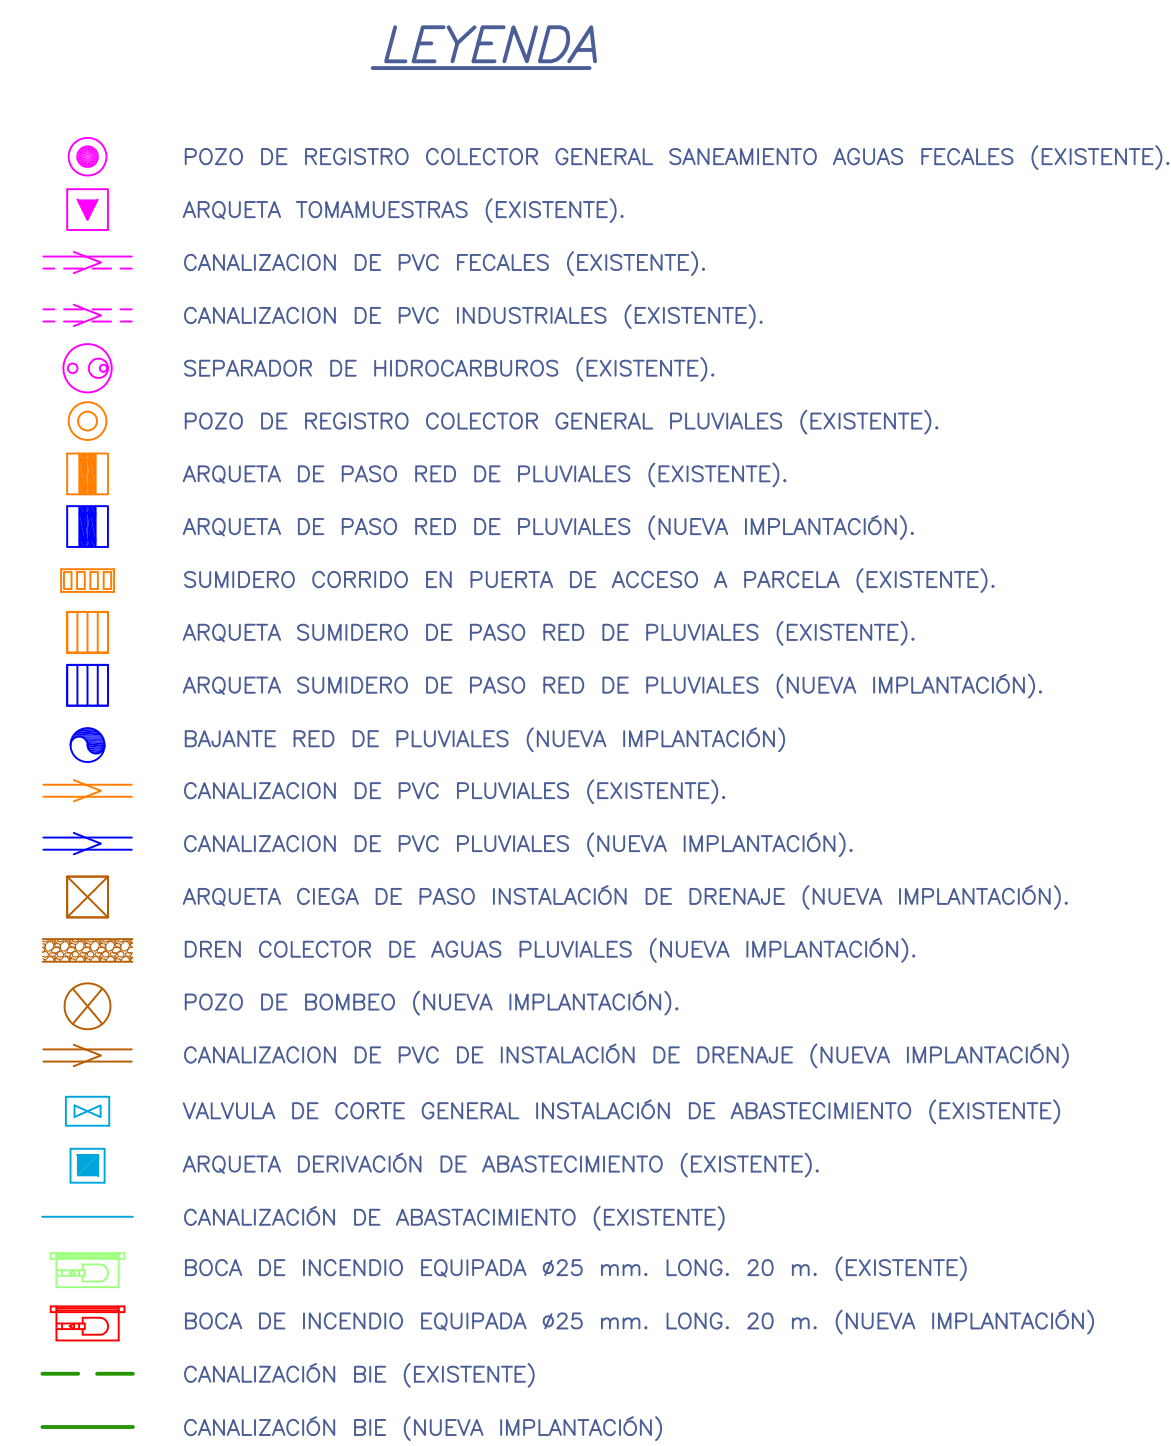 LEYENDA
POZO DE REGISTRO COLECTOR GENERAL SANEAMIENTO AGUAS FECALES (EXISTENTE).
ARQUETA TOMAMUESTRAS (EXISTENTE).
CANALIZACION DE PVC FECALES (EXISTENTE).
CANALIZACION DE PVC INDUSTRIALES (EXISTENTE).
SEPARADOR DE HIDROCARBUROS (EXISTENTE).
POZO DE REGISTRO COLECTOR GENERAL PLUVIALES (EXISTENTE).
ARQUETA DE PASO RED DE PLUVIALES (EXISTENTE).
ARQUETA DE PASO RED DE PLUVIALES (NUEVA IMPLANTACIÓN).
SUMIDERO CORRIDO EN PUERTA DE ACCESO A PARCELA (EXISTENTE).
ARQUETA SUMIDERO DE PASO RED DE PLUVIALES (EXISTENTE).
ARQUETA SUMIDERO DE PASO RED DE PLUVIALES (NUEVA IMPLANTACIÓN).
BAJANTE RED DE PLUVIALES (NUEVA IMPLANTACIÓN)
CANALIZACION DE PVC PLUVIALES (EXISTENTE).
CANALIZACION DE PVC PLUVIALES (NUEVA IMPLANTACIÓN).
ARQUETA CIEGA DE PASO INSTALACIÓN DE DRENAJE (NUEVA IMPLANTACIÓN).
DREN COLECTOR DE AGUAS PLUVIALES (NUEVA IMPLANTACIÓN).
POZO DE BOMBEO (NUEVA IMPLANTACIÓN).
CANALIZACION DE PVC DE INSTALACIÓN DE DRENAJE (NUEVA IMPLANTACIÓN)
VALVULA DE CORTE GENERAL INSTALACIÓN DE ABASTECIMIENTO (EXISTENTE)
ARQUETA DERIVACIÓN DE ABASTECIMIENTO (EXISTENTE).
CANALIZACIÓN DE ABASTACIMIENTO (EXISTENTE)
BOCA DE INCENDIO EQUIPADA ø25 mm. LONG. 20 m. (EXISTENTE)
BOCA DE INCENDIO EQUIPADA ø25 mm. LONG. 20 m. (NUEVA IMPLANTACIÓN)
CANALIZACIÓN BIE (EXISTENTE)
CANALIZACIÓN BIE (NUEVA IMPLANTACIÓN)